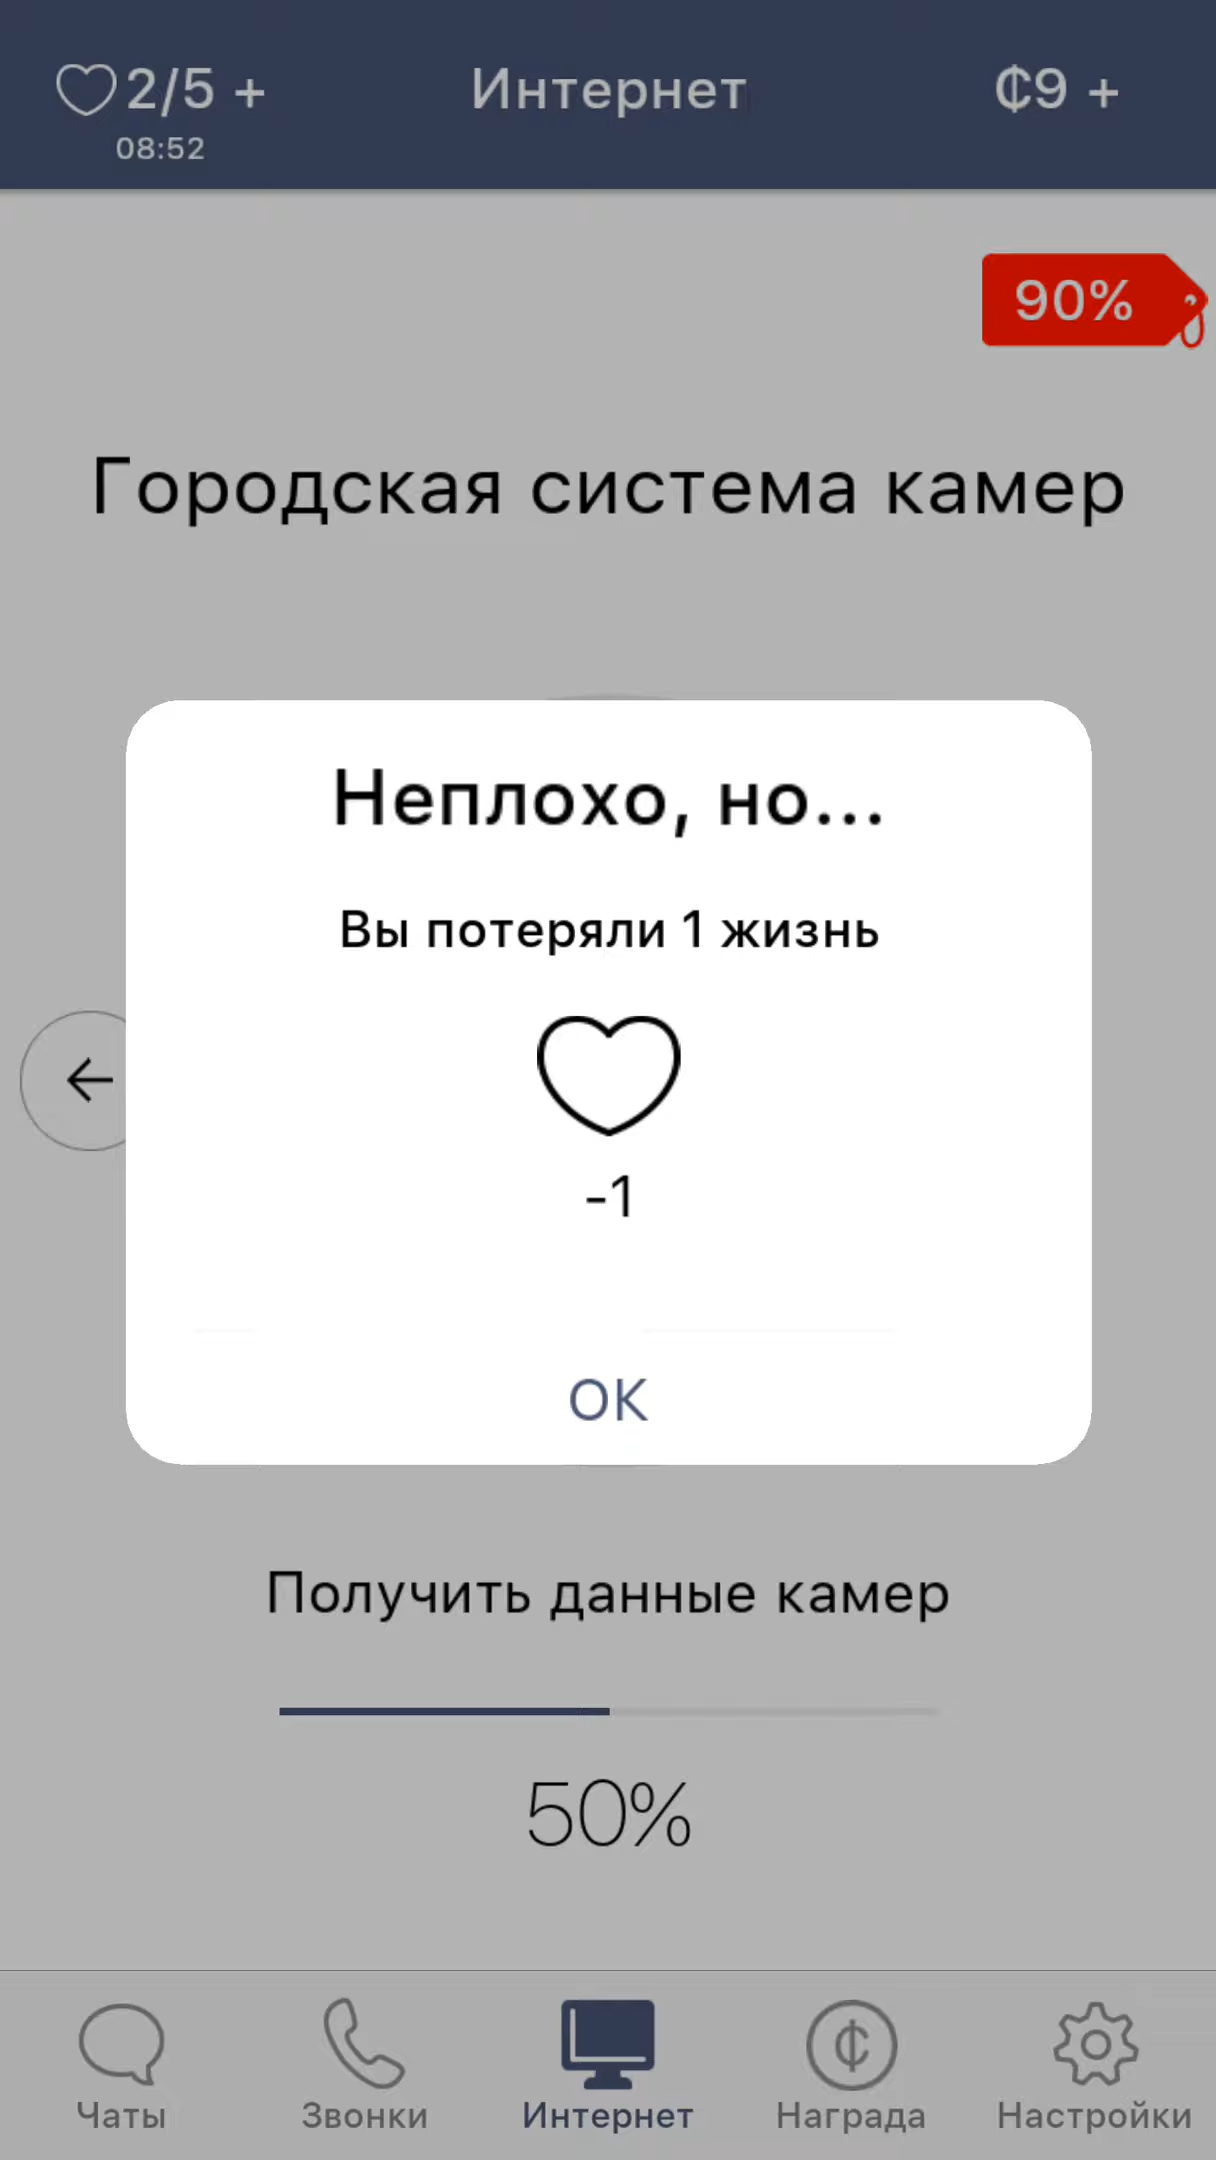 2/5 +
Интернет
₵9 +
08:52
90%
Городская система камер
Неплохо, но...
Вы потеряли 1 жизнь
-1
ОК
Получить данные камер
50%
Чаты
Звонки
Интернет
Награда
Настройки